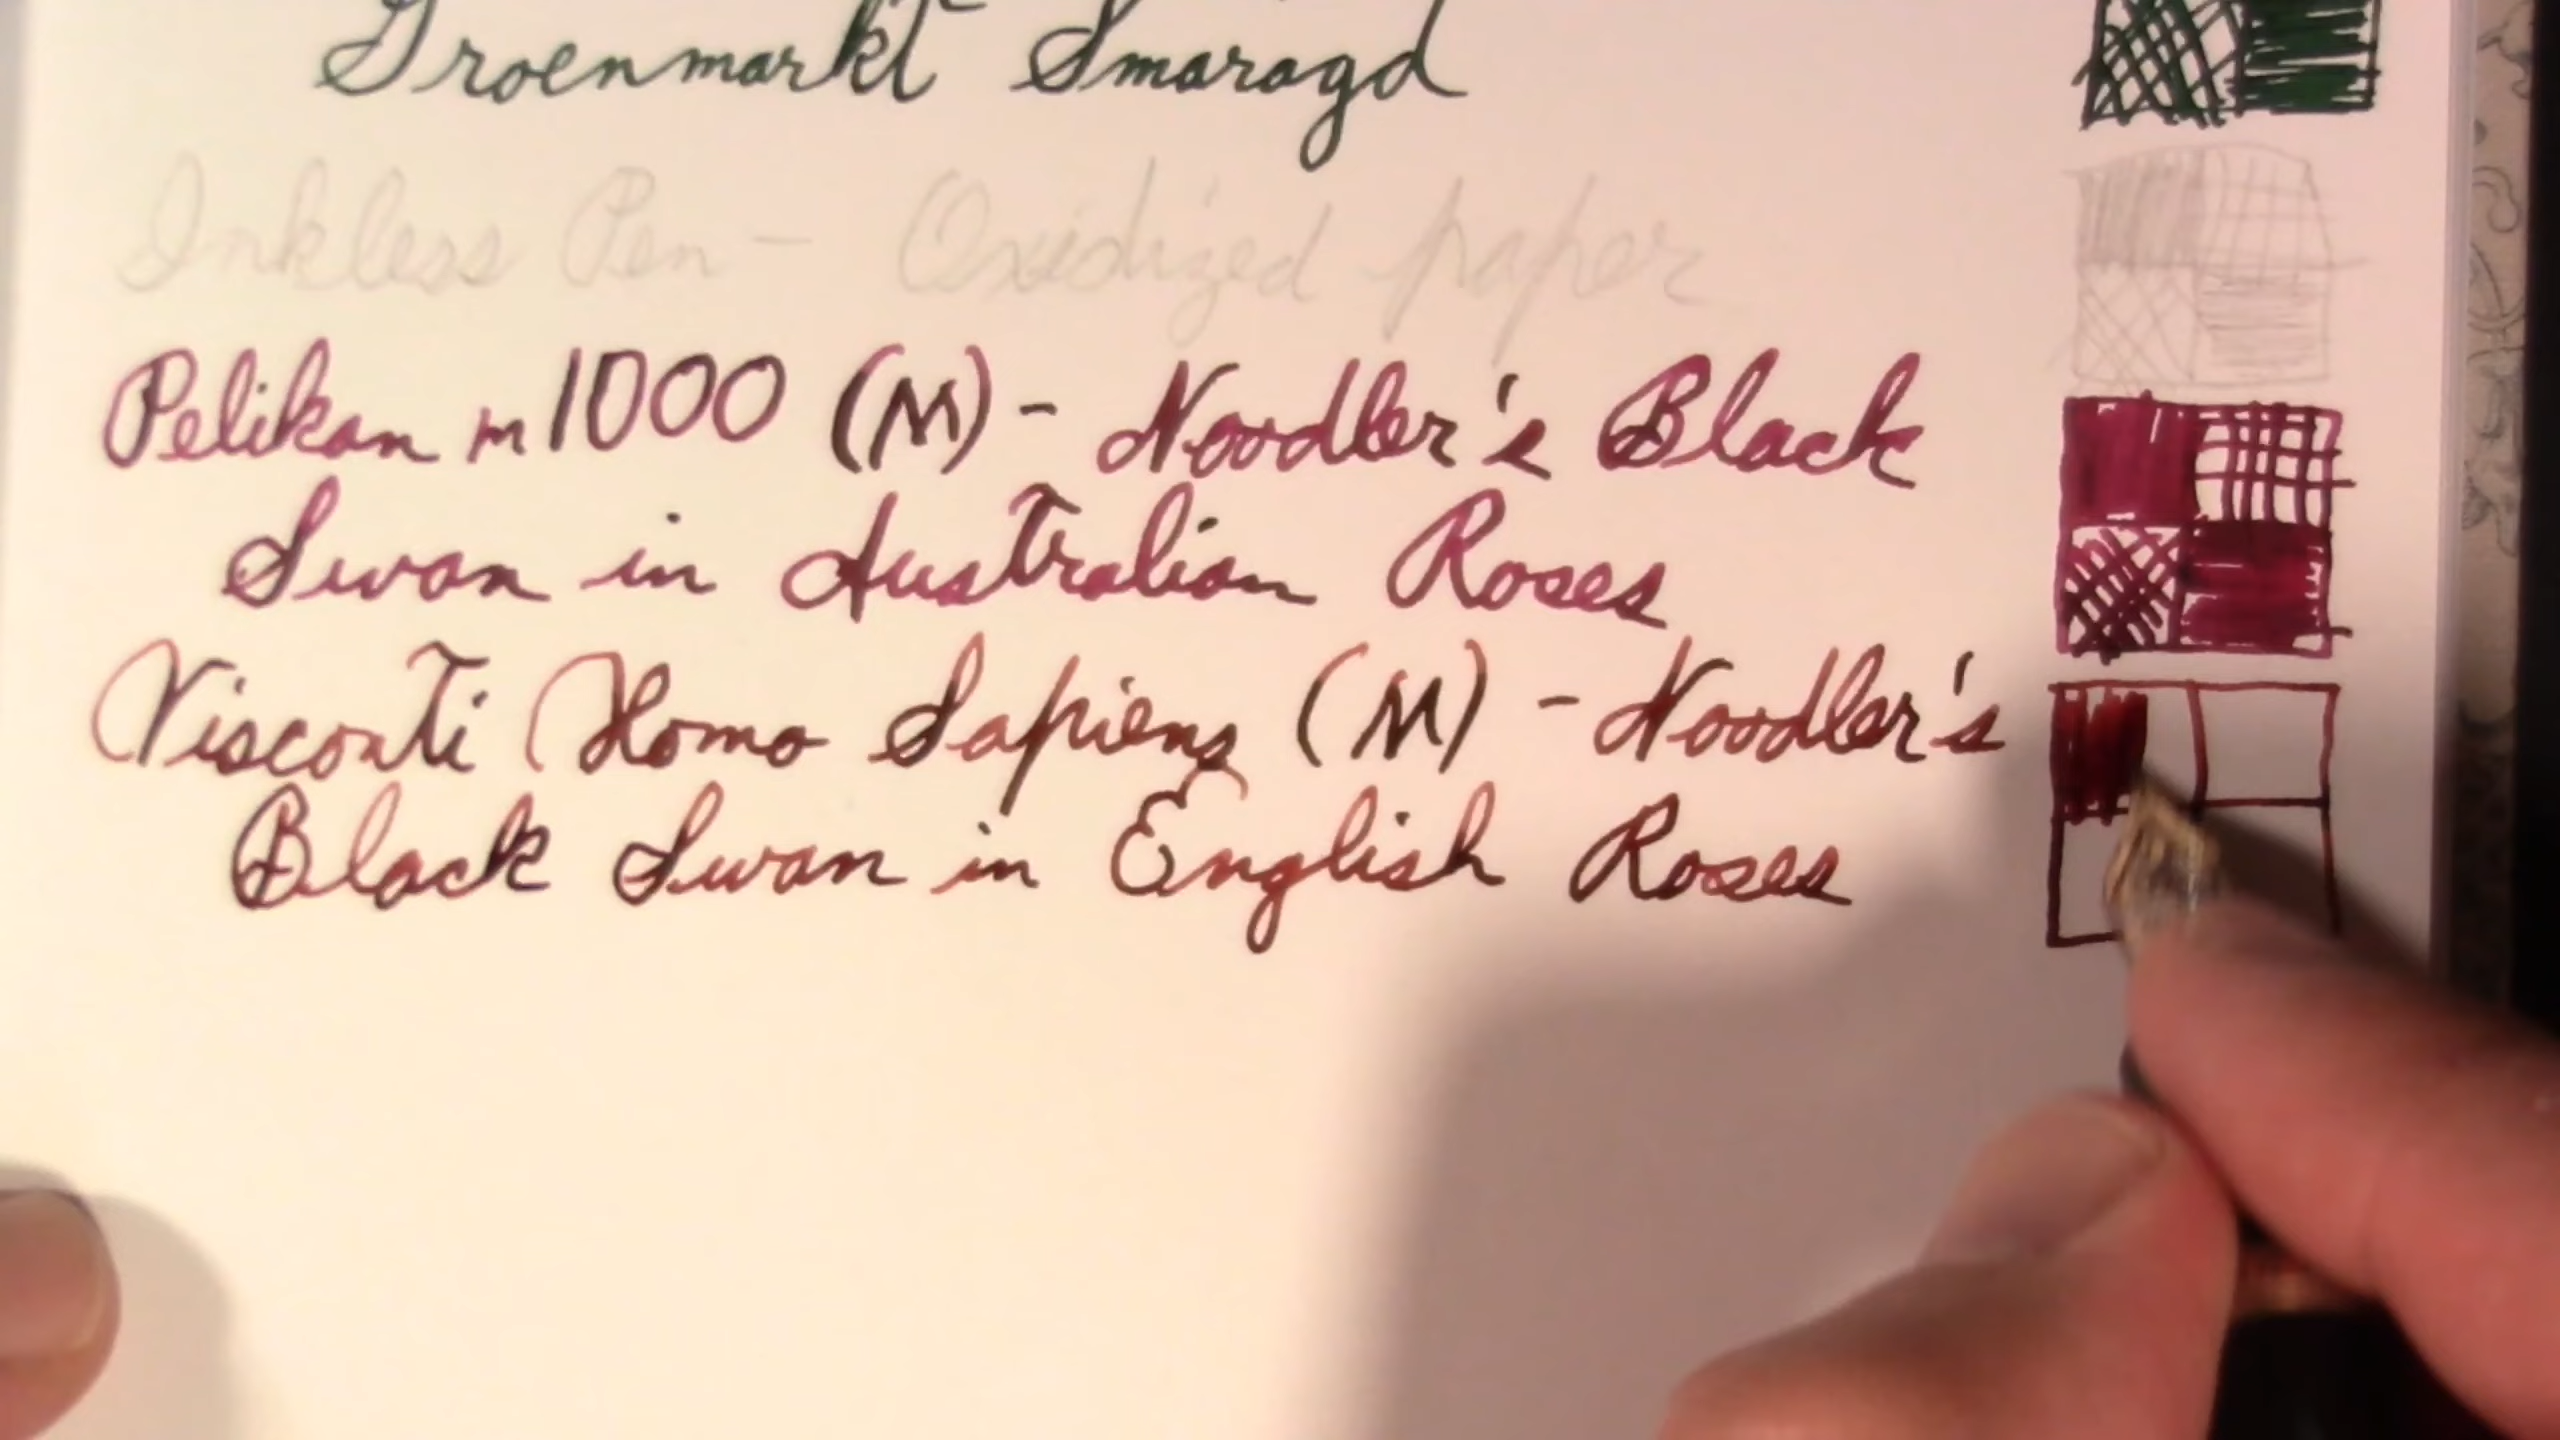 Groenmarkt Smaragd
Inkless Pen - Oxidized paper
Pelikan m1000 (M) - Noodler's Black
Swan in Australian Roses
Visconti Homo Sapiens (M) - Noodler's
Black Swan in English Roses